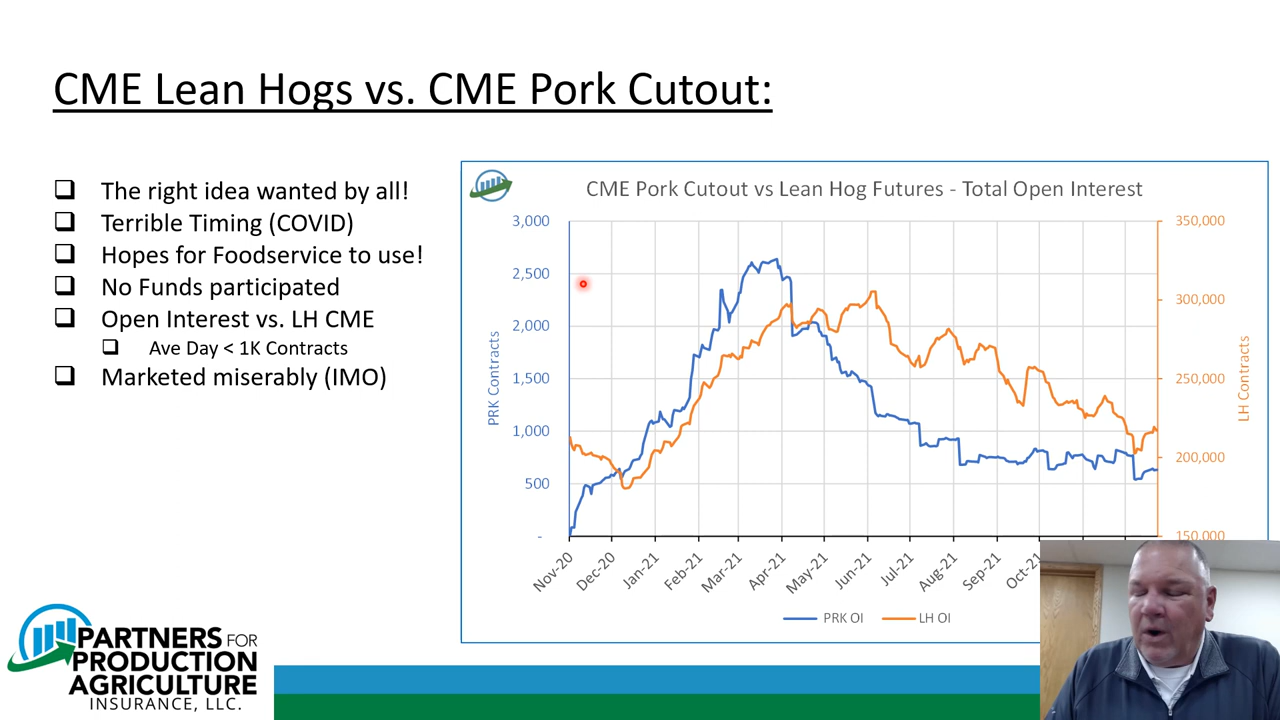 CME Lean Hogs vs. CME Pork Cutout:
The right idea wanted by all!
Terrible Timing (COVID)
Hopes for Foodservice to use!
No Funds participated
Open Interest vs. LH CME
Ave Day < 1K Contracts
Marketed miserably (IMO)
CME Pork Cutout vs Lean Hog Futures - Total Open Interest
3,000
2,500
2,000
1,500
1,000
500
-
PRK Contracts
350,000
300,000
250,000
200,000
150,000
LH Contracts
Nov-20
Dec-20
Jan-21
Feb-21
Mar-21
Apr-21
May-21
Jun-21
Jul-21
Aug-21
Sep-21
PRK OI
LH OI
PARTNERS FOR
PRODUCTION
AGRICULTURE
INSURANCE, LLC.